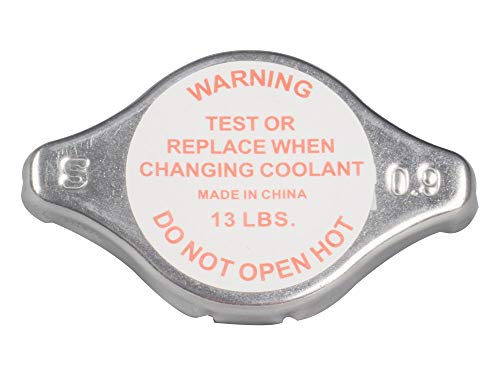 WARNING
TEST OR
REPLACE WHEN
CHANGING COOLANT
MADE IN CHINA
13 LBS.
DO NOT OPEN HOT
S
0.9